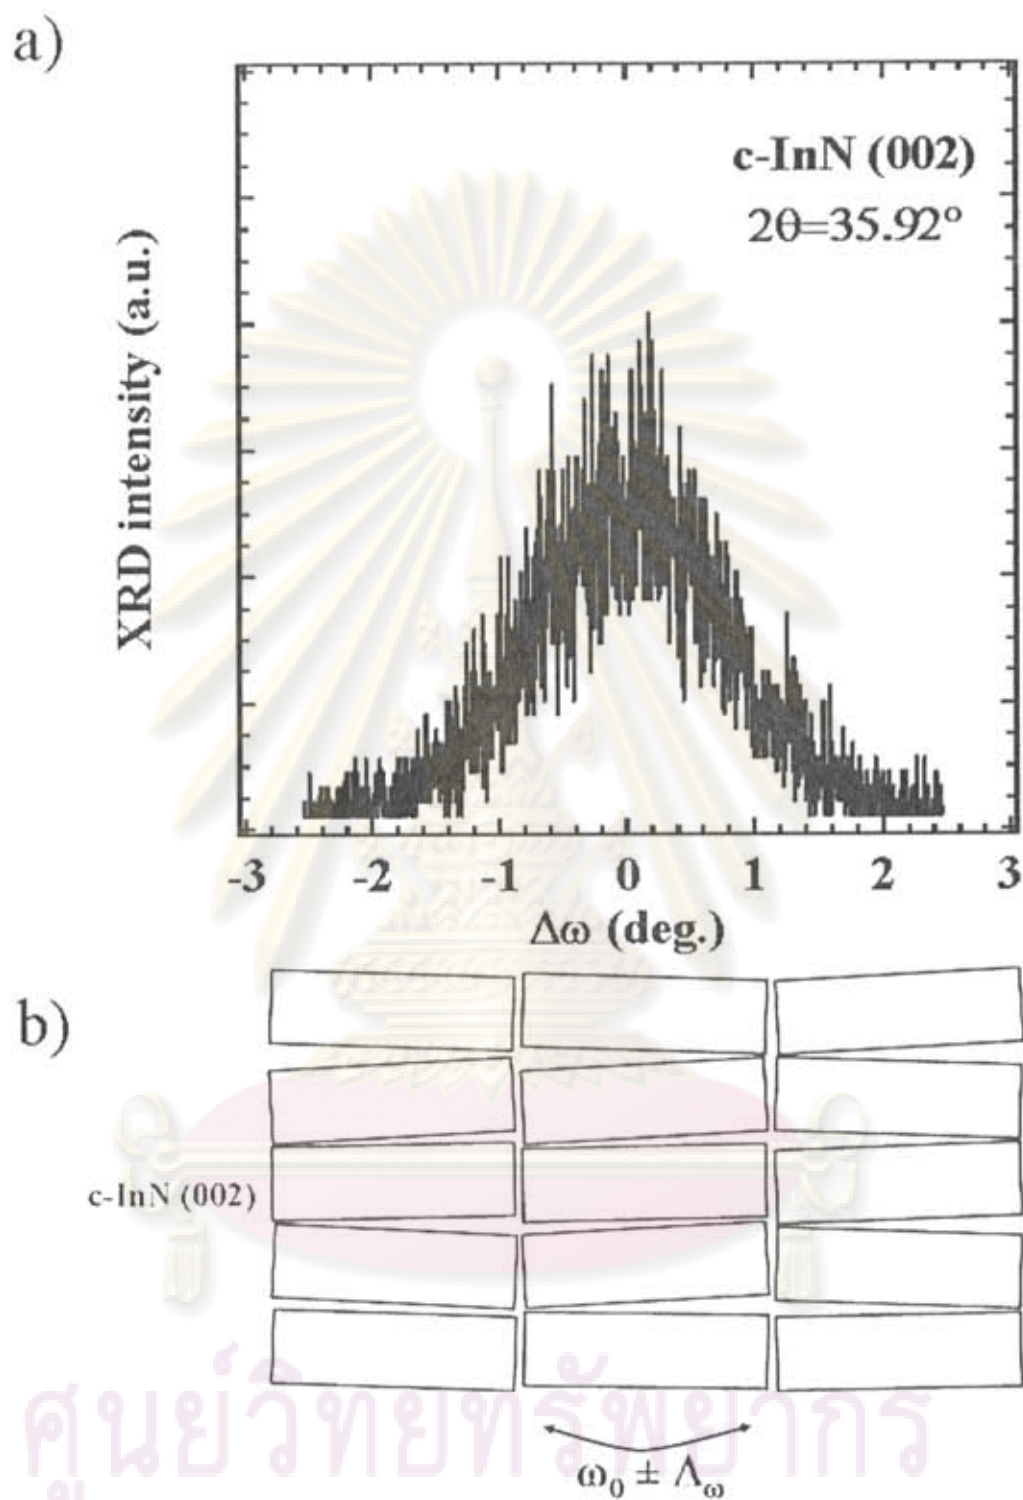 a)
c-InN (002)
2θ=35.92°
XRD intensity (a.u.)
-3 -2 -1 0 1 2 3
Δω (deg.)
b)
c-InN (002)
ω₀ ± Λω
ศูนย์วิทยทรัพยากร